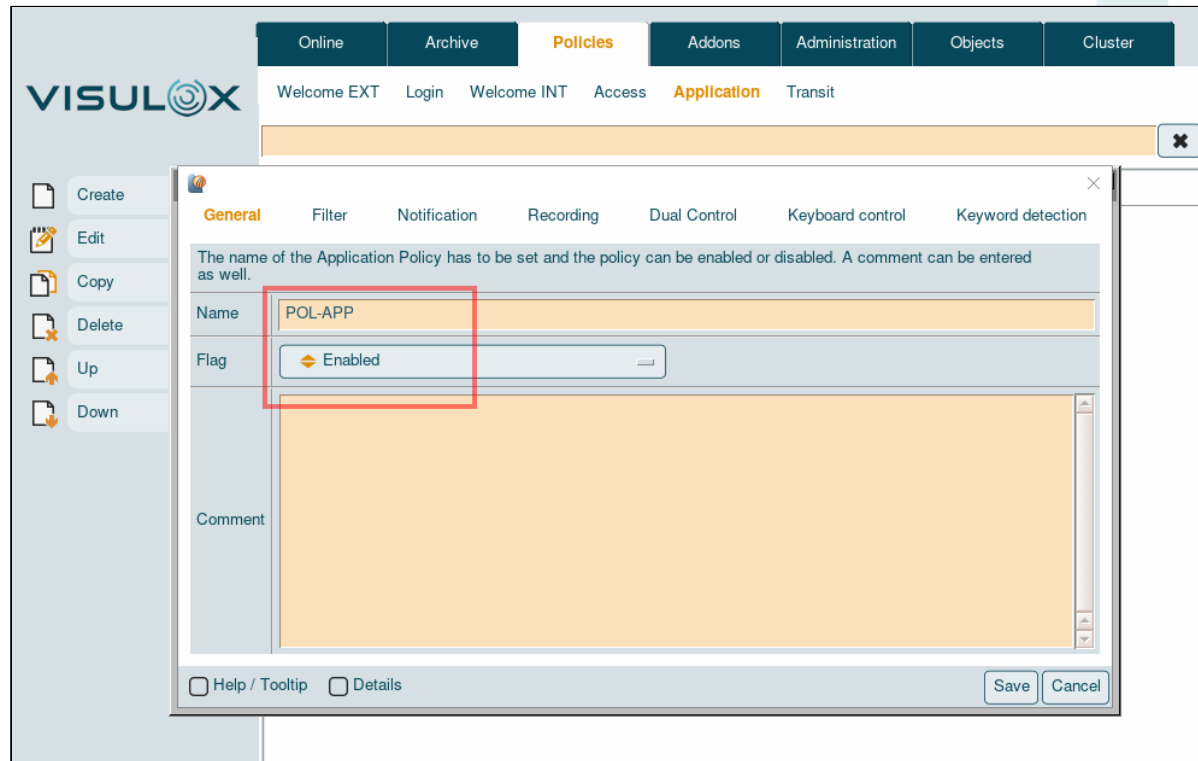 Online Archive Policies Addons Administration Objects Cluster
VISULOX
Welcome EXT Login Welcome INT Access Application Transit
Create
Edit
Copy
Delete
Up
Down
General Filter Notification Recording Dual Control Keyboard control Keyword detection
The name of the Application Policy has to be set and the policy can be enabled or disabled. A comment can be entered
as well.
Name POL-APP
Flag Enabled
Comment
Help / Tooltip Details Save Cancel